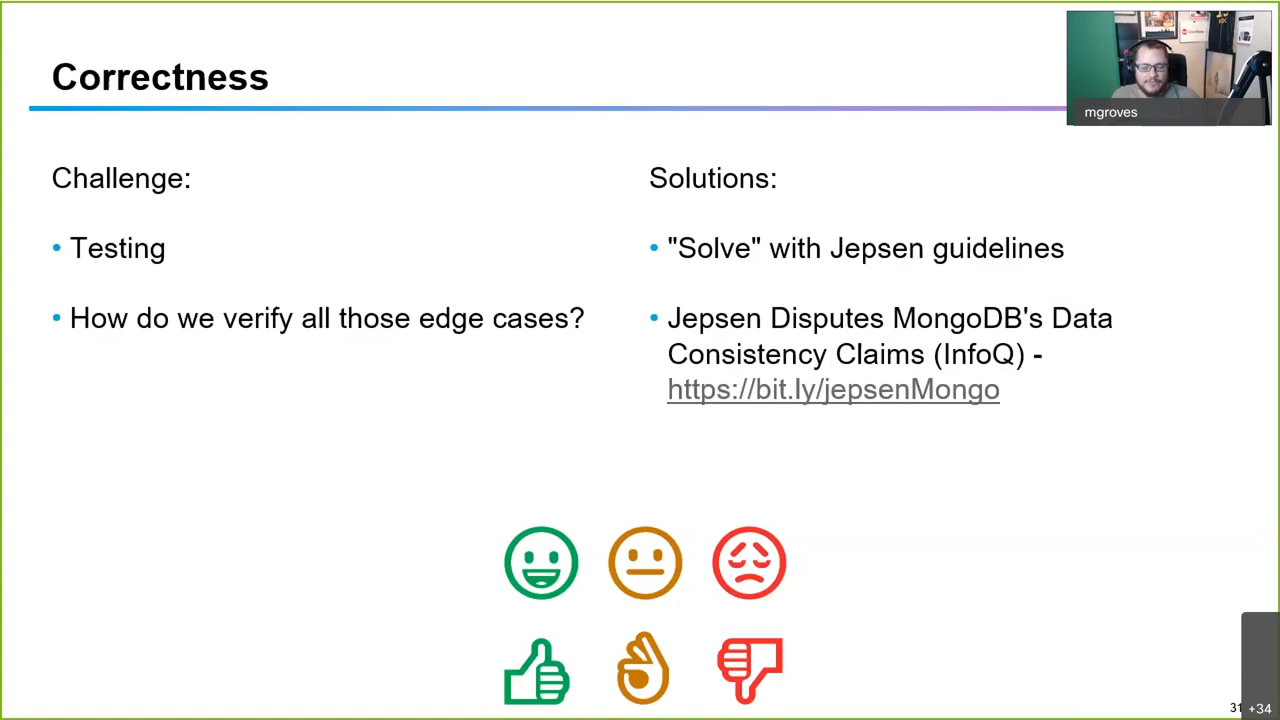 Correctness
mgroves
Challenge:
• Testing
• How do we verify all those edge cases?
Solutions:
• "Solve" with Jepsen guidelines
• Jepsen Disputes MongoDB's Data
Consistency Claims (InfoQ) -
https://bit.ly/jepsenMongo
31
+34